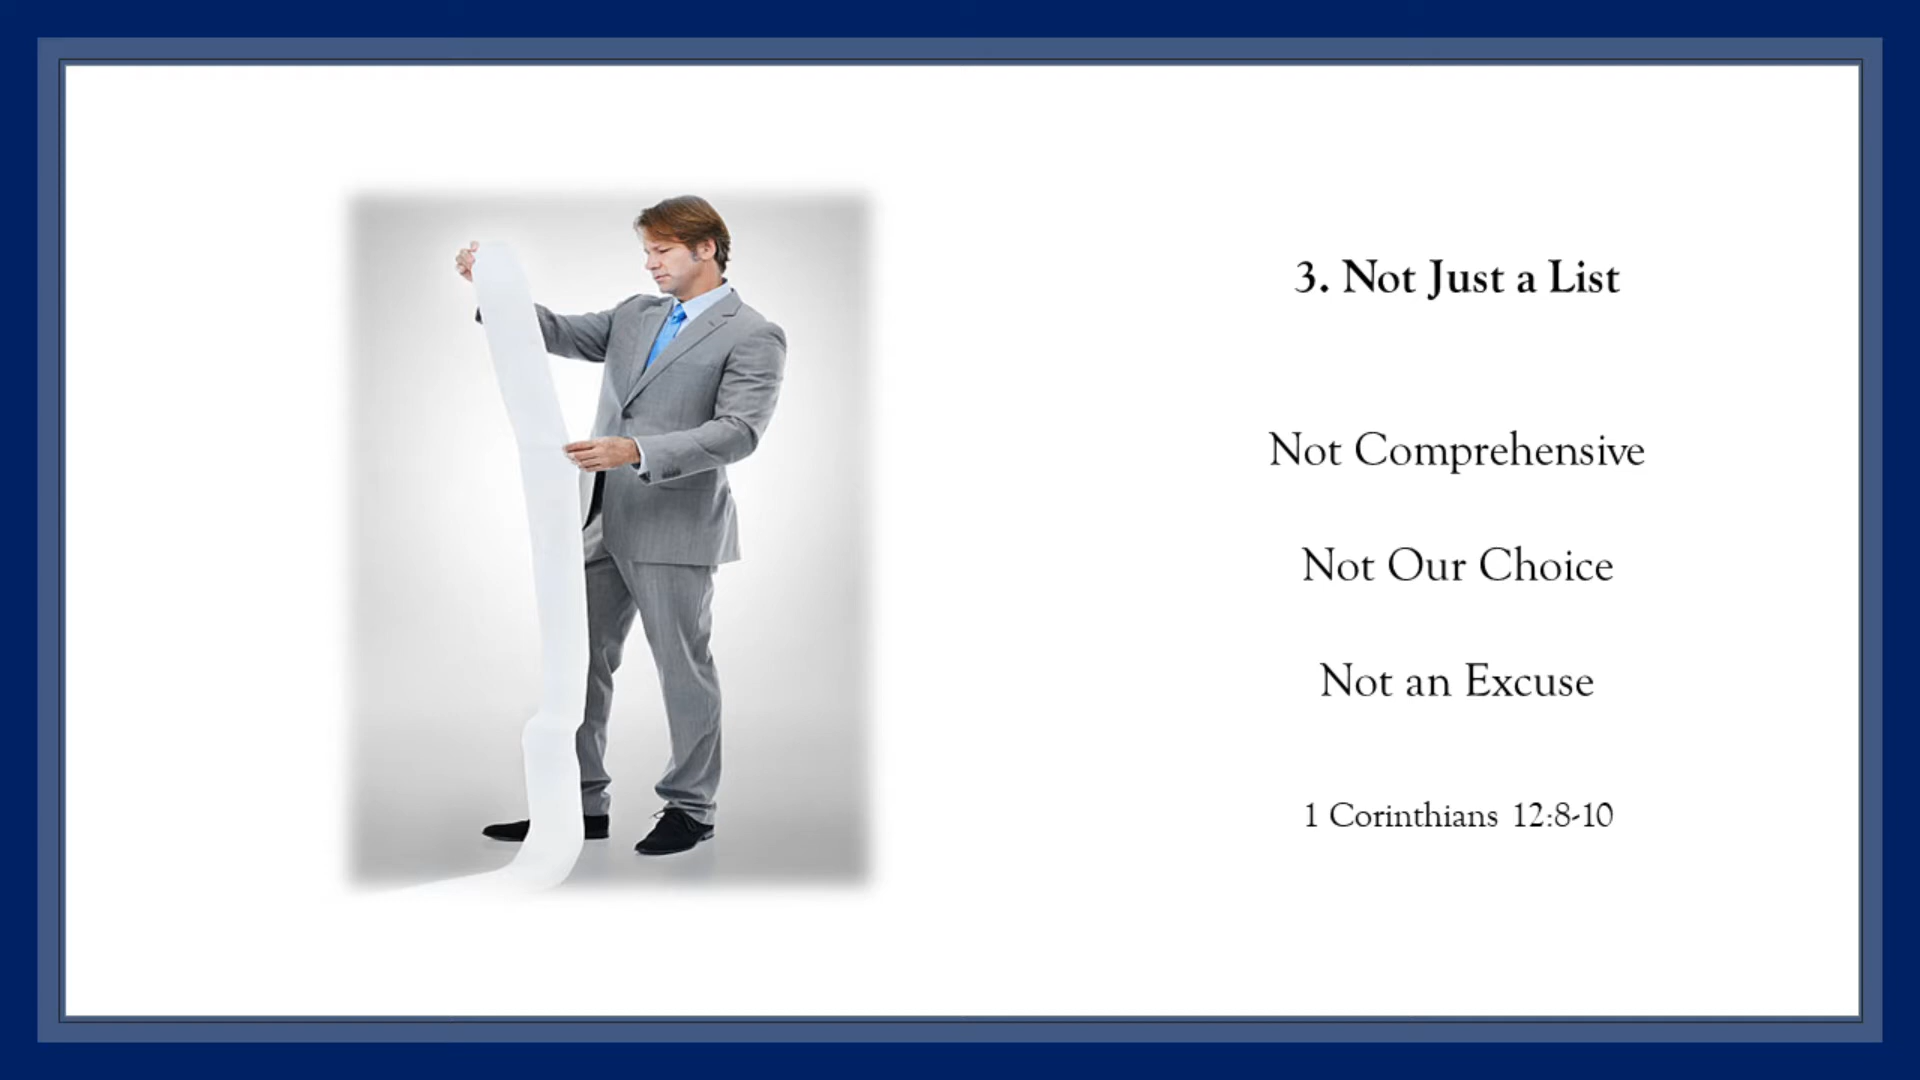 3. Not Just a List
Not Comprehensive
Not Our Choice
Not an Excuse
1 Corinthians 12:8-10